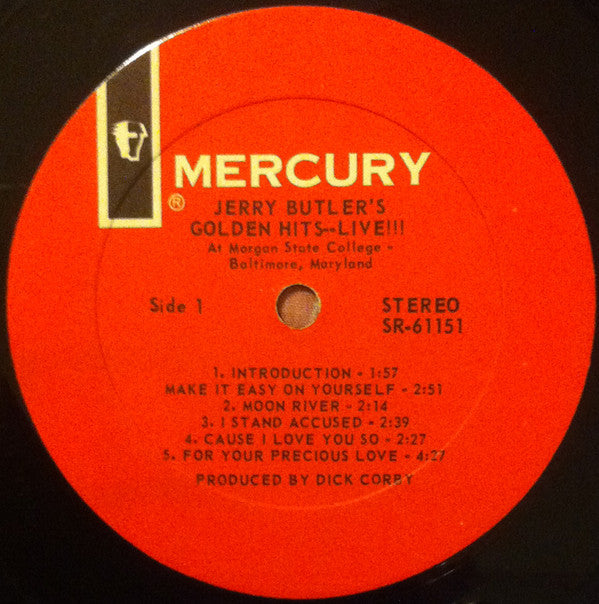 MERCURY
®
JERRY BUTLER'S
GOLDEN HITS--LIVE!!!
At Morgan State College -
Baltimore, Maryland
Side 1
STEREO
SR-61151
1. INTRODUCTION - 1:57
MAKE IT EASY ON YOURSELF - 2:51
2. MOON RIVER - 2:14
3. I STAND ACCUSED - 2:39
4. CAUSE I LOVE YOU SO - 2:27
5. FOR YOUR PRECIOUS LOVE - 4:27
PRODUCED BY DICK CORBY